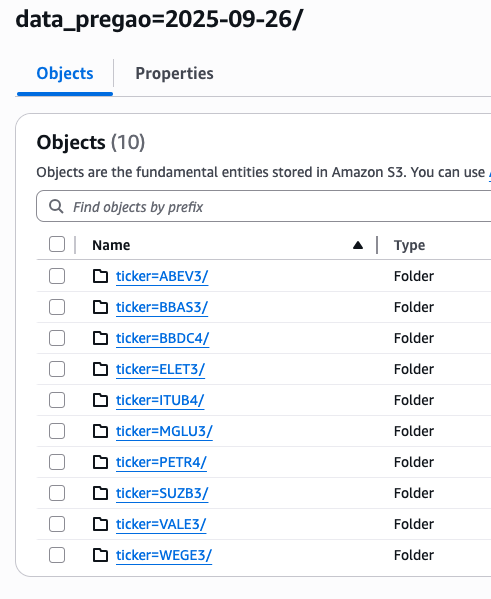 data_pregao=2025-09-26/
Objects Properties
Objects (10)
Objects are the fundamental entities stored in Amazon S3. You can use
Find objects by prefix
Name Type
ticker=ABEV3/ Folder
ticker=BBAS3/ Folder
ticker=BBDC4/ Folder
ticker=ELET3/ Folder
ticker=ITUB4/ Folder
ticker=MGLU3/ Folder
ticker=PETR4/ Folder
ticker=SUZB3/ Folder
ticker=VALE3/ Folder
ticker=WEGE3/ Folder